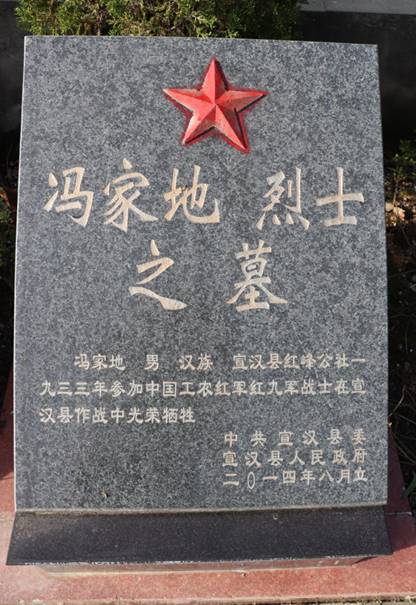 冯家地 烈士
之墓
冯家地 男 汉族 宣汉县红峰公社一
九三三年参加中国工农红军红九军战士在宣
汉县作战中光荣牺牲
中共宣汉县委
宣汉县人民政府
二〇一四年八月立